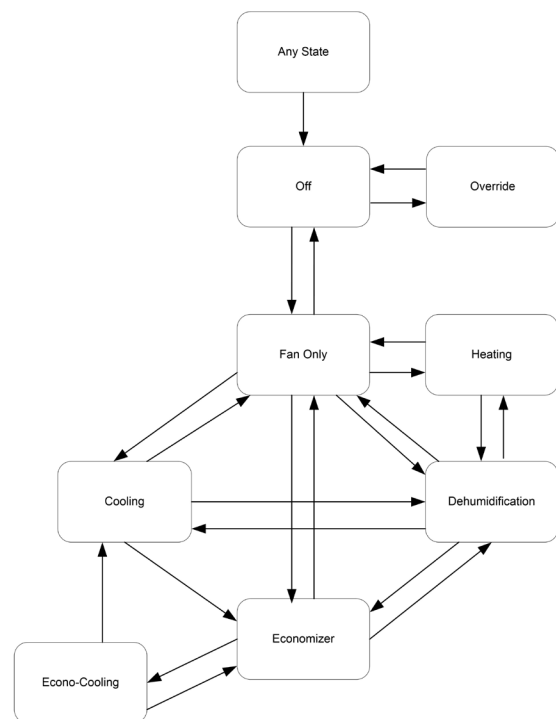 Any State
Off
Override
Fan Only
Heating
Cooling
Dehumidification
Economizer
Econo-Cooling